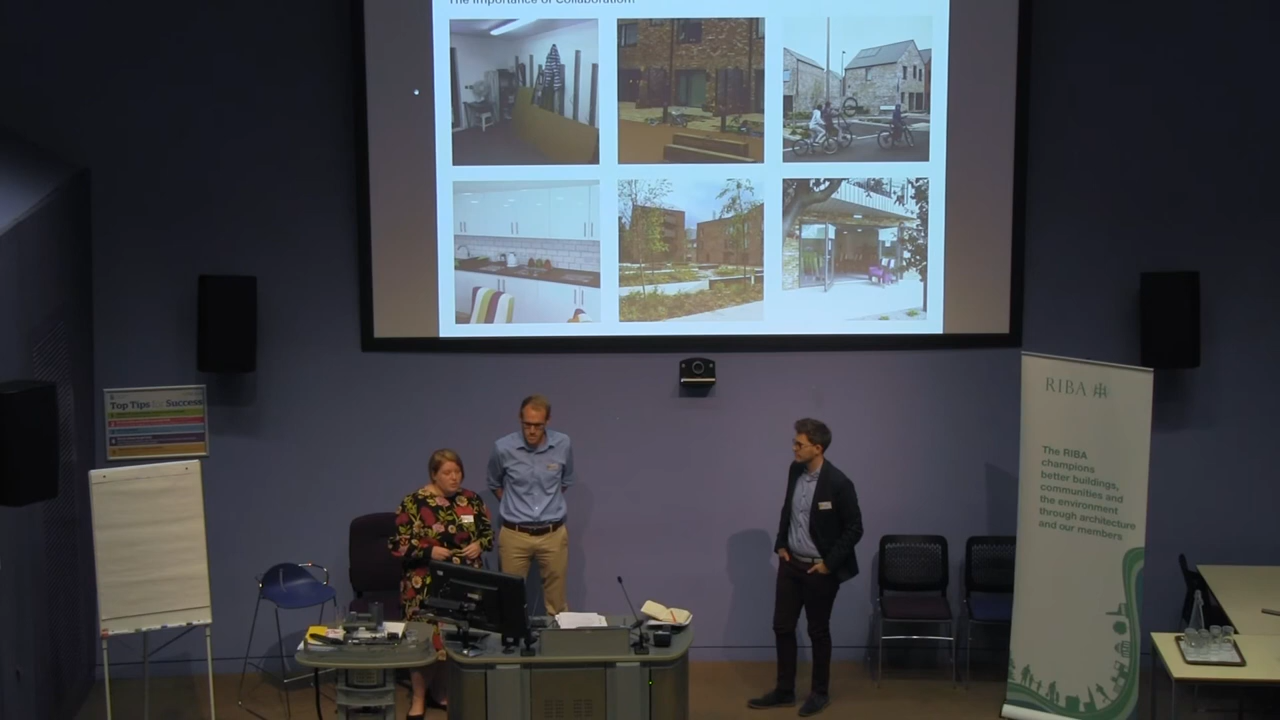 The Importance of Collaboration:
Top Tips for Success
RIBA
The RIBA
champions
better buildings,
communities and
the environment
through architecture
and our members